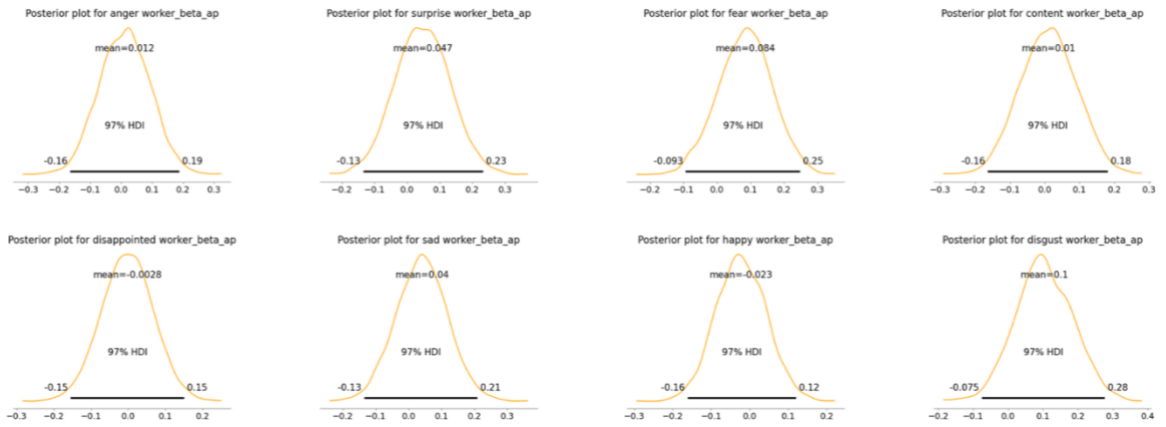 Posterior plot for anger worker_beta_ap
mean=0.012
97% HDI
-0.16
0.19
−0.3 −0.2 −0.1 0.0 0.1 0.2 0.3
Posterior plot for surprise worker_beta_ap
mean=0.047
97% HDI
-0.13
0.23
−0.2 −0.1 0.0 0.1 0.2 0.3
Posterior plot for fear worker_beta_ap
mean=0.084
97% HDI
-0.093
0.25
−0.2 −0.1 0.0 0.1 0.2 0.3
Posterior plot for content worker_beta_ap
mean=0.01
97% HDI
-0.16
0.18
−0.3 −0.2 −0.1 0.0 0.1 0.2 0.3
Posterior plot for disappointed worker_beta_ap
mean=-0.0028
97% HDI
-0.15
0.15
−0.3 −0.2 −0.1 0.0 0.1 0.2
Posterior plot for sad worker_beta_ap
mean=0.04
97% HDI
-0.13
0.21
−0.2 −0.1 0.0 0.1 0.2 0.3
Posterior plot for happy worker_beta_ap
mean=-0.023
97% HDI
-0.16
0.12
−0.3 −0.2 −0.1 0.0 0.1 0.2
Posterior plot for disgust worker_beta_ap
mean=0.1
97% HDI
-0.075
0.28
−0.2 −0.1 0.0 0.1 0.2 0.3 0.4